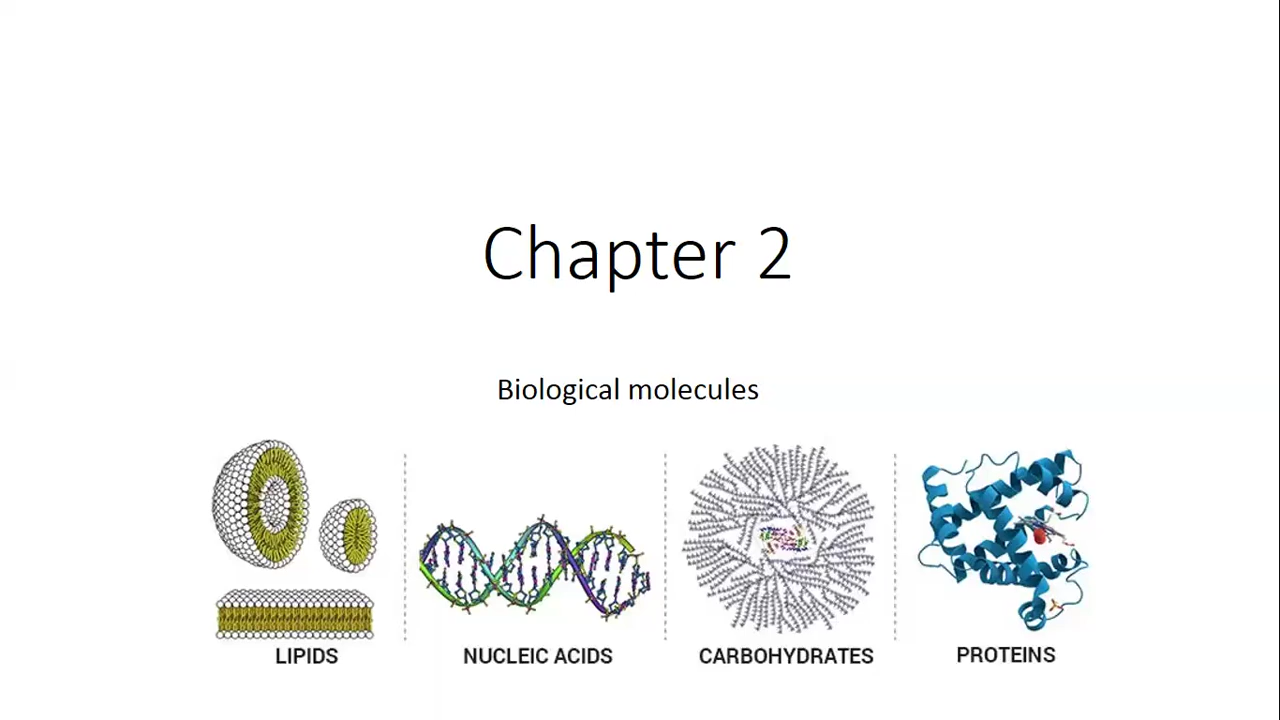 Chapter 2
Biological molecules
LIPIDS
NUCLEIC ACIDS
CARBOHYDRATES
PROTEINS